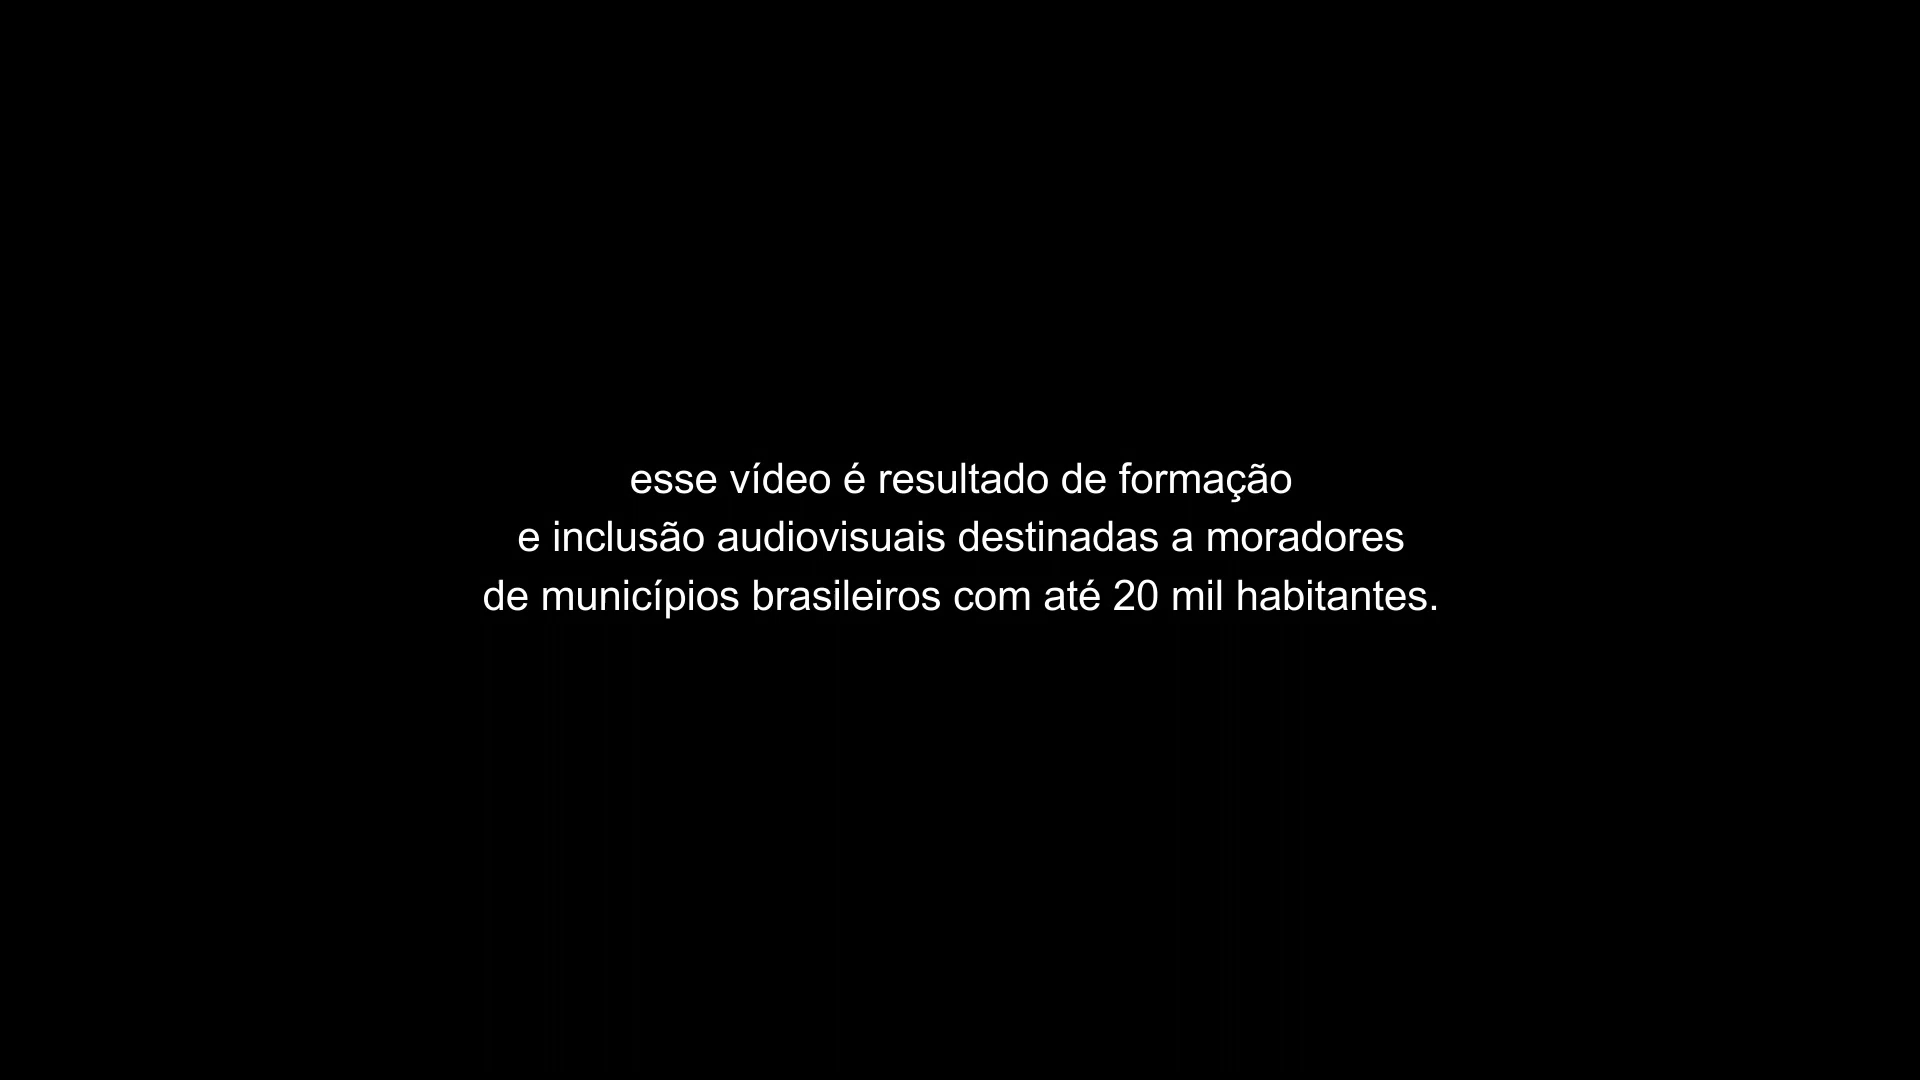 esse vídeo é resultado de formação
e inclusão audiovisuais destinadas a moradores
de municípios brasileiros com até 20 mil habitantes.